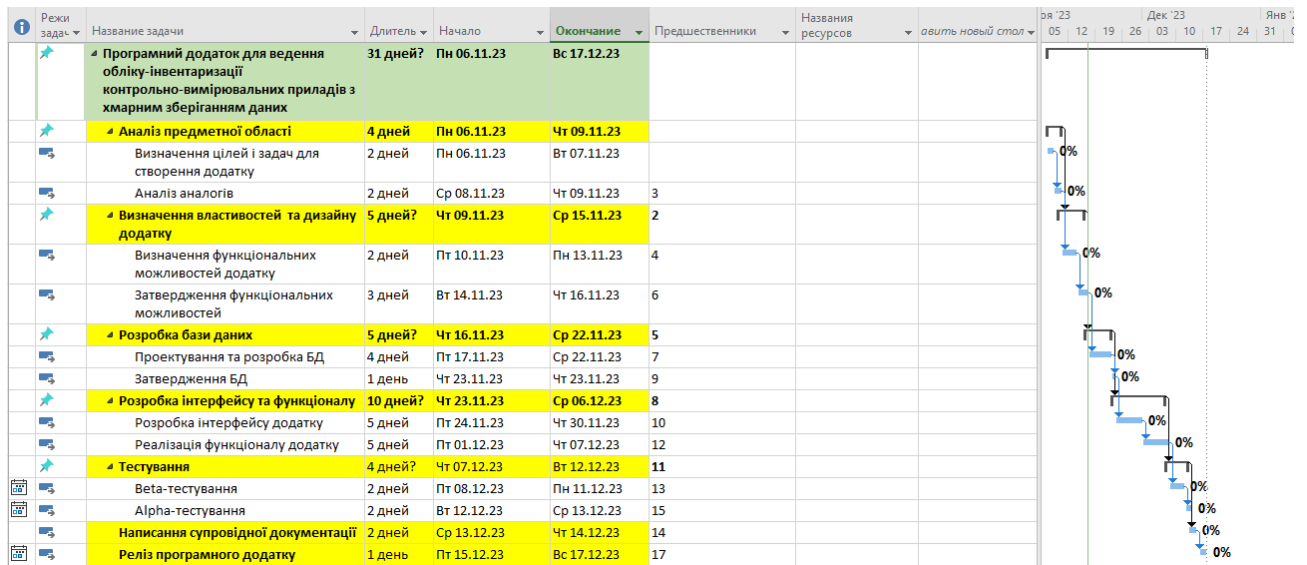 Режи
задач
Название задачи
Длитель
Начало
Окончание
Предшественники
Названия
ресурсов
авить новый стол
оя '23
Дек '23
Янв '2
05 12 19 26 03 10 17 24 31 0
Програмний додаток для ведення
обліку-інвентаризації
контрольно-вимірювальних приладів з
хмарним зберіганням даних
31 дней? Пн 06.11.23 Вс 17.12.23
Аналіз предметної області 4 дней Пн 06.11.23 Чт 09.11.23
Визначення цілей і задач для
створення додатку
2 дней Пн 06.11.23 Вт 07.11.23 0%
Аналіз аналогів 2 дней Ср 08.11.23 Чт 09.11.23 3 0%
Визначення властивостей та дизайну
додатку
5 дней? Чт 09.11.23 Ср 15.11.23 2
Визначення функціональних
можливостей додатку
2 дней Пт 10.11.23 Пн 13.11.23 4 0%
Затвердження функціональних
можливостей
3 дней Вт 14.11.23 Чт 16.11.23 6 0%
Розробка бази даних 5 дней? Чт 16.11.23 Ср 22.11.23 5
Проектування та розробка БД 4 дней Пт 17.11.23 Ср 22.11.23 7 0%
Затвердження БД 1 день Чт 23.11.23 Чт 23.11.23 9 0%
Розробка інтерфейсу та функціоналу 10 дней? Чт 23.11.23 Ср 06.12.23 8
Розробка інтерфейсу додатку 5 дней Пт 24.11.23 Чт 30.11.23 10 0%
Реалізація функціоналу додатку 5 дней Пт 01.12.23 Чт 07.12.23 12 0%
Тестування 4 дней? Чт 07.12.23 Вт 12.12.23 11
Beta-тестування 2 дней Пт 08.12.23 Пн 11.12.23 13 0%
Alpha-тестування 2 дней Вт 12.12.23 Ср 13.12.23 15 0%
Написання супровідної документації 2 дней Ср 13.12.23 Чт 14.12.23 14 0%
Реліз програмного додатку 1 день Пт 15.12.23 Вс 17.12.23 17 0%